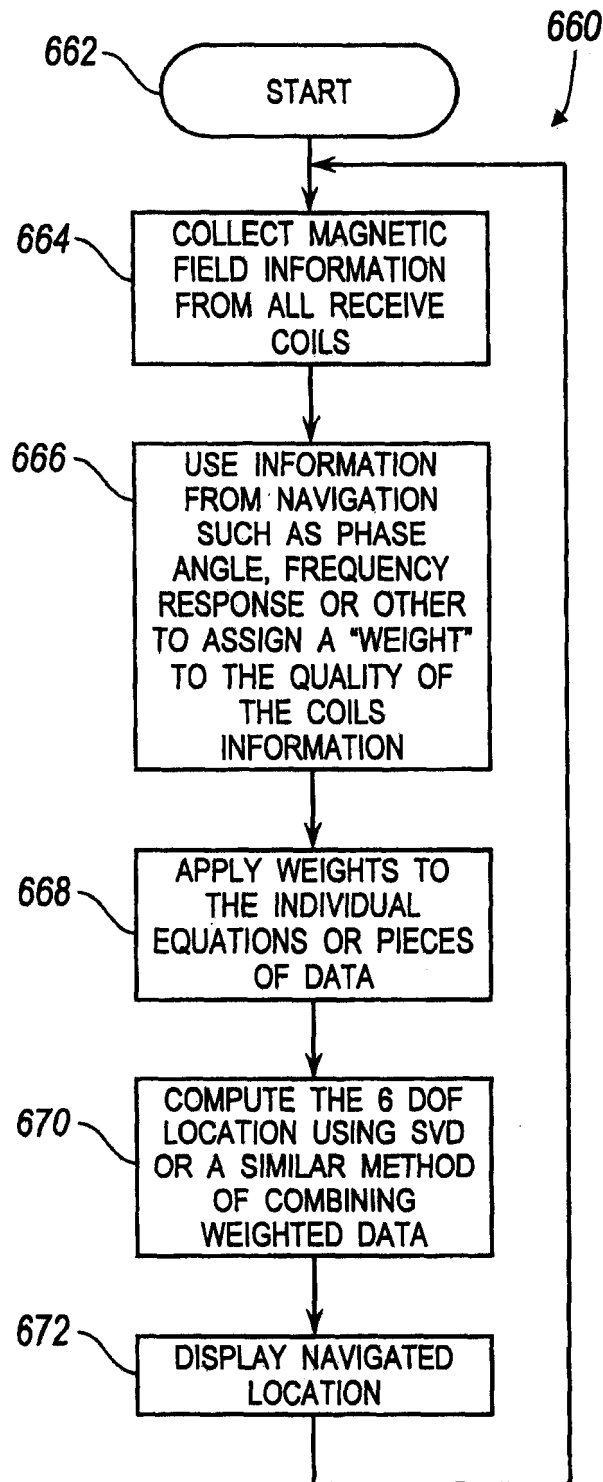 662
START
660
664
COLLECT MAGNETIC
FIELD INFORMATION
FROM ALL RECEIVE
COILS
666
USE INFORMATION
FROM NAVIGATION
SUCH AS PHASE
ANGLE, FREQUENCY
RESPONSE OR OTHER
TO ASSIGN A "WEIGHT"
TO THE QUALITY OF
THE COILS
INFORMATION
668
APPLY WEIGHTS TO
THE INDIVIDUAL
EQUATIONS OR PIECES
OF DATA
670
COMPUTE THE 6 DOF
LOCATION USING SVD
OR A SIMILAR METHOD
OF COMBINING
WEIGHTED DATA
672
DISPLAY NAVIGATED
LOCATION